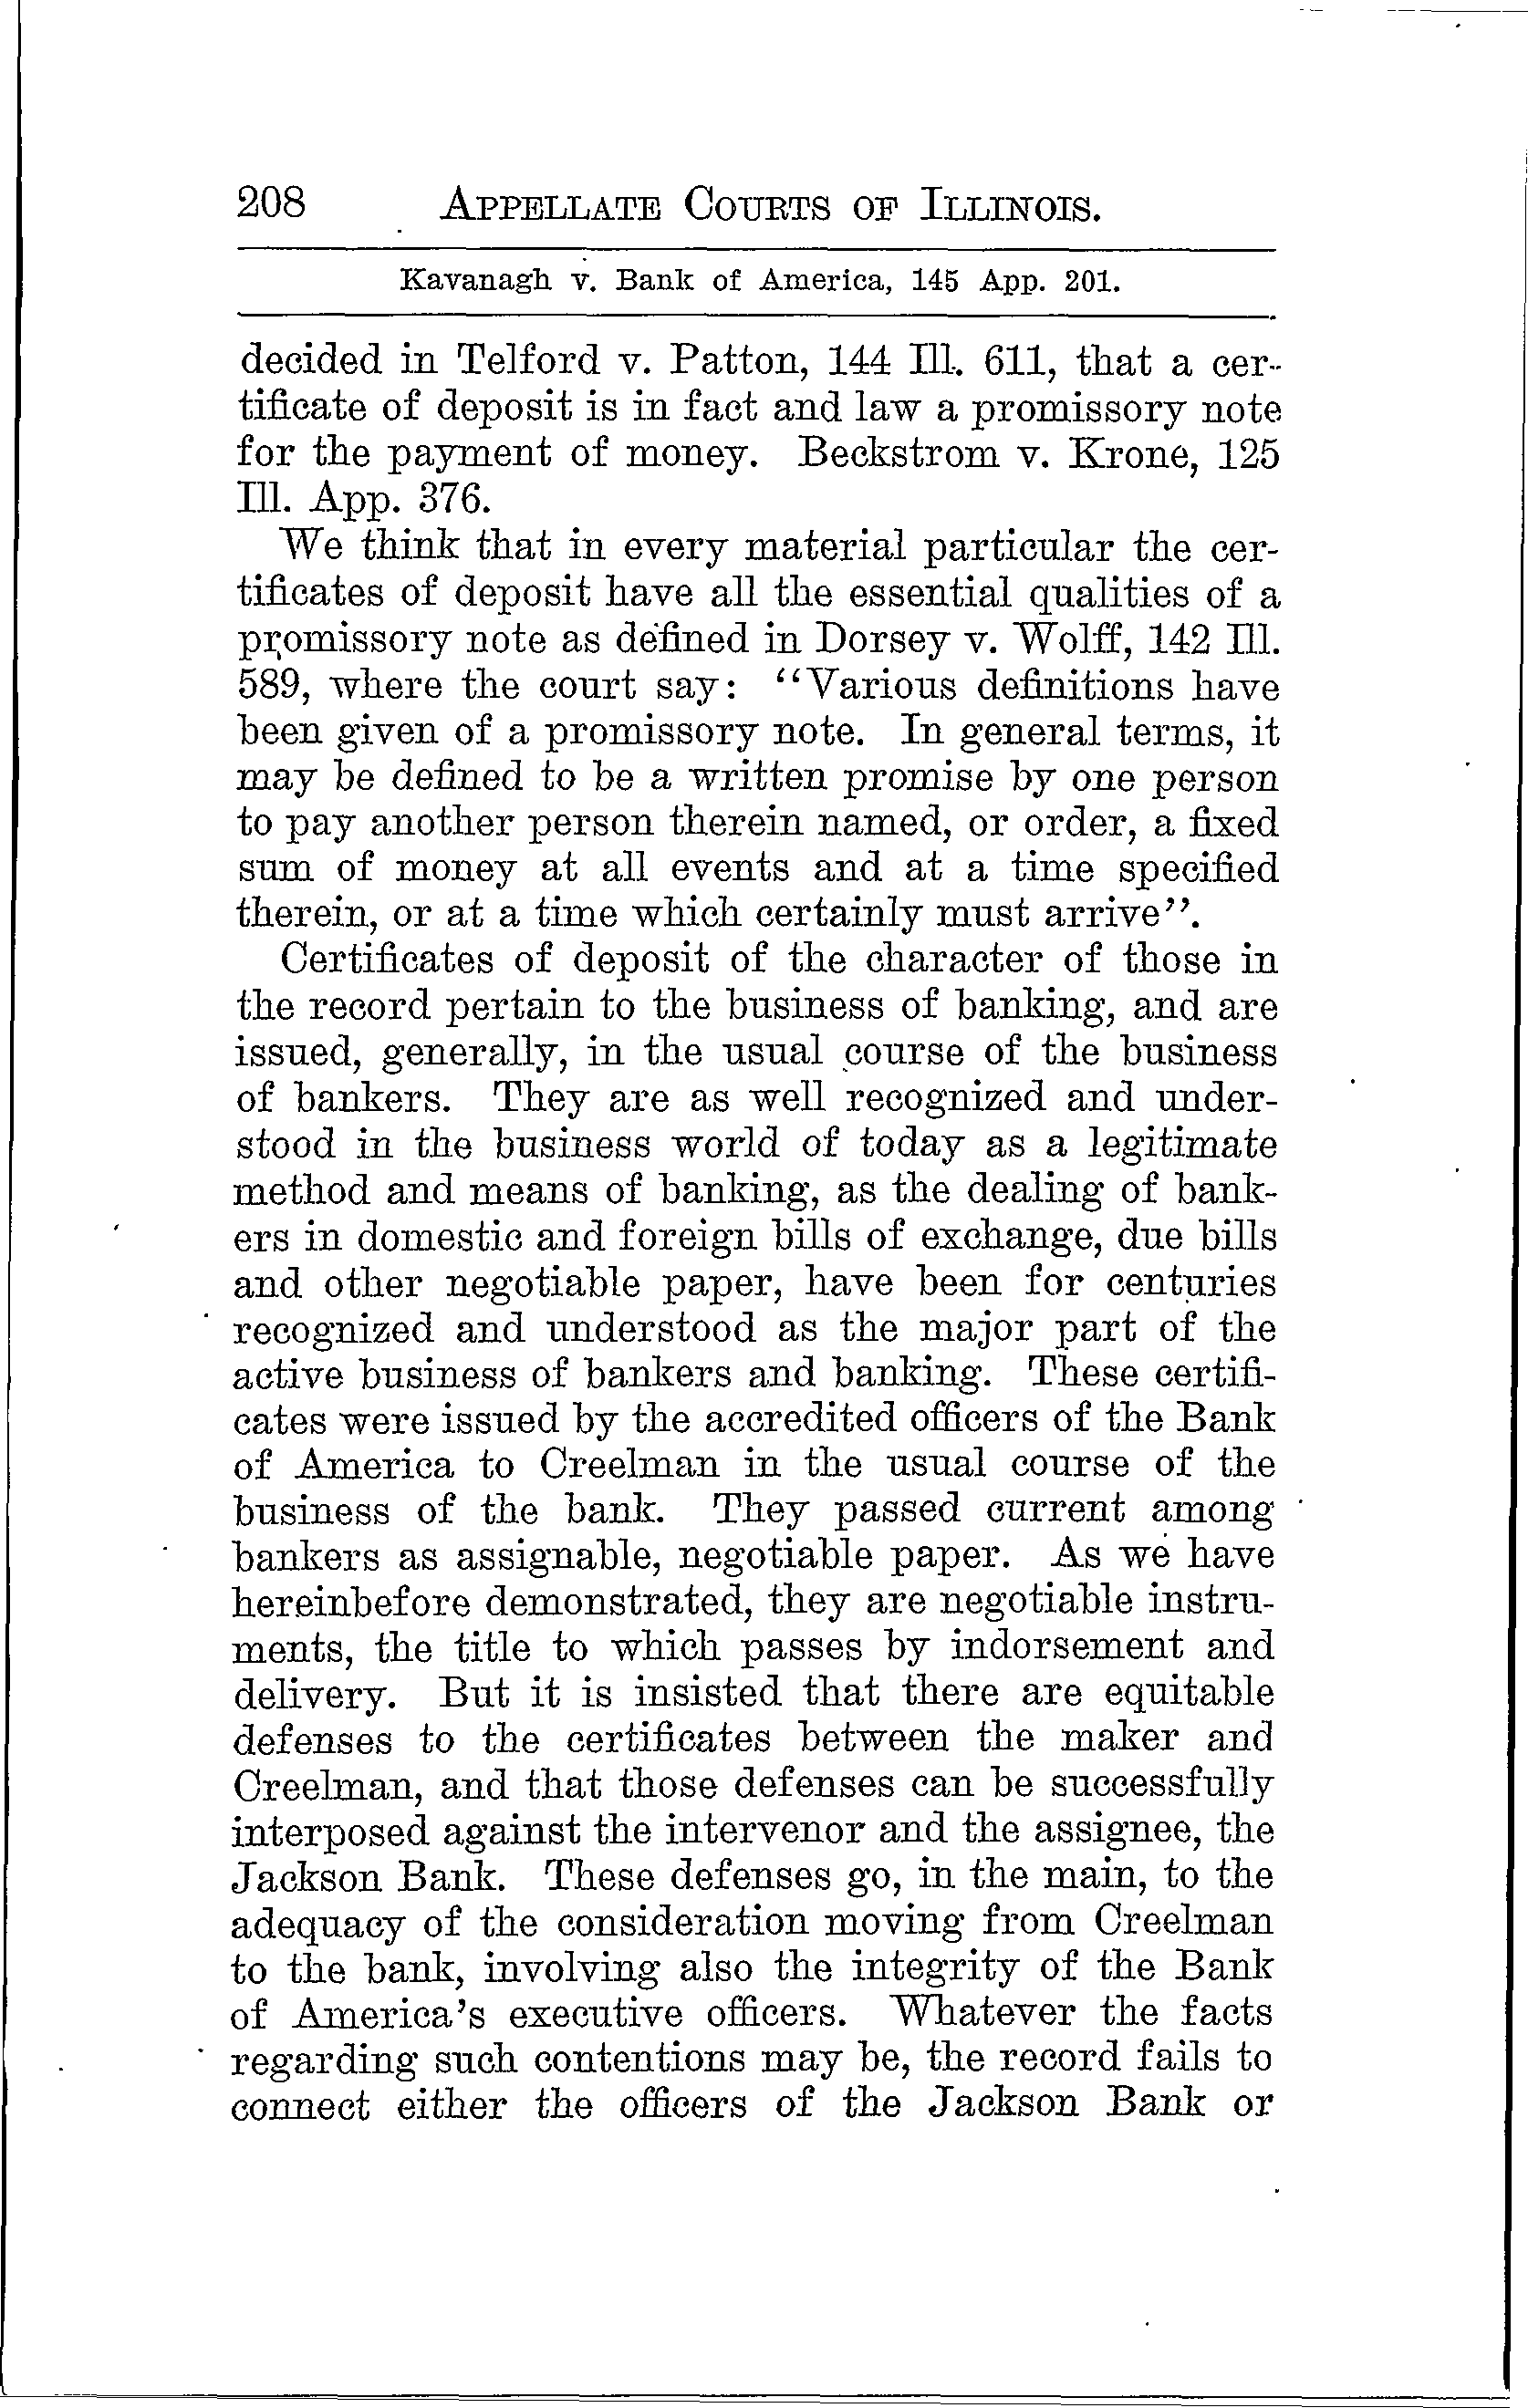 208 APPELLATE COURTS OF ILLINOIS.
Kavanagh v. Bank of America, 145 App. 201.
decided in Telford v. Patton, 144 Ill. 611, that a cer-
tificate of deposit is in fact and law a promissory note
for the payment of money. Beckstrom v. Krone, 125
Ill. App. 376.
We think that in every material particular the cer-
tificates of deposit have all the essential qualities of a
promissory note as defined in Dorsey v. Wolff, 142 Ill.
589, where the court say: ‘‘Various definitions have
been given of a promissory note. In general terms, it
may be defined to be a written promise by one person
to pay another person therein named, or order, a fixed
sum of money at all events and at a time specified
therein, or at a time which certainly must arrive’’.
Certificates of deposit of the character of those in
the record pertain to the business of banking, and are
issued, generally, in the usual course of the business
of bankers. They are as well recognized and under-
stood in the business world of today as a legitimate
method and means of banking, as the dealing of bank-
ers in domestic and foreign bills of exchange, due bills
and other negotiable paper, have been for centuries
recognized and understood as the major part of the
active business of bankers and banking. These certifi-
cates were issued by the accredited officers of the Bank
of America to Creelman in the usual course of the
business of the bank. They passed current among
bankers as assignable, negotiable paper. As we have
hereinbefore demonstrated, they are negotiable instru-
ments, the title to which passes by indorsement and
delivery. But it is insisted that there are equitable
defenses to the certificates between the maker and
Creelman, and that those defenses can be successfully
interposed against the intervenor and the assignee, the
Jackson Bank. These defenses go, in the main, to the
adequacy of the consideration moving from Creelman
to the bank, involving also the integrity of the Bank
of America’s executive officers. Whatever the facts
regarding such contentions may be, the record fails to
connect either the officers of the Jackson Bank or